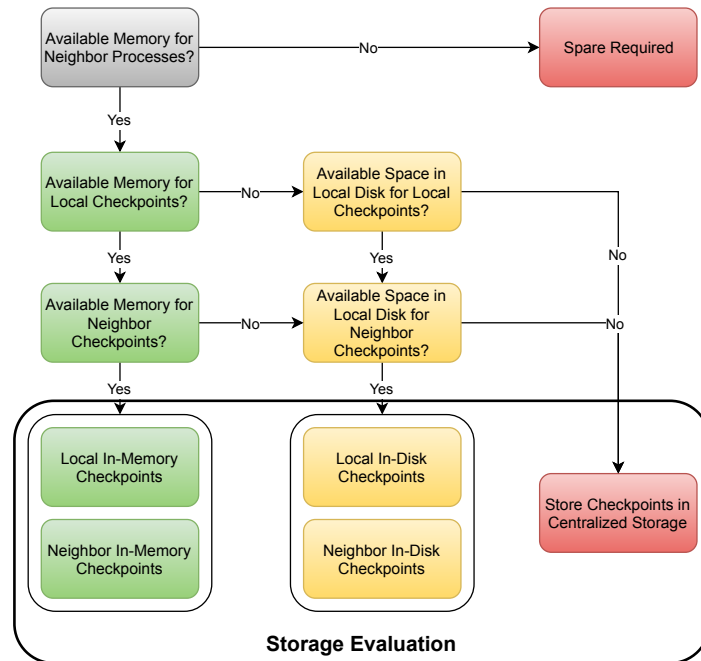 Available Memory for
Neighbor Processes?
No
Spare Required
Yes
Available Memory for
Local Checkpoints?
No
Available Space in
Local Disk for Local
Checkpoints?
No
Yes
Yes
Available Memory for
Neighbor
Checkpoints?
No
Available Space in
Local Disk for
Neighbor
Checkpoints?
No
Yes
Yes
Local In-Memory
Checkpoints
Local In-Disk
Checkpoints
Store Checkpoints in
Centralized Storage
Neighbor In-Memory
Checkpoints
Neighbor In-Disk
Checkpoints
Storage Evaluation